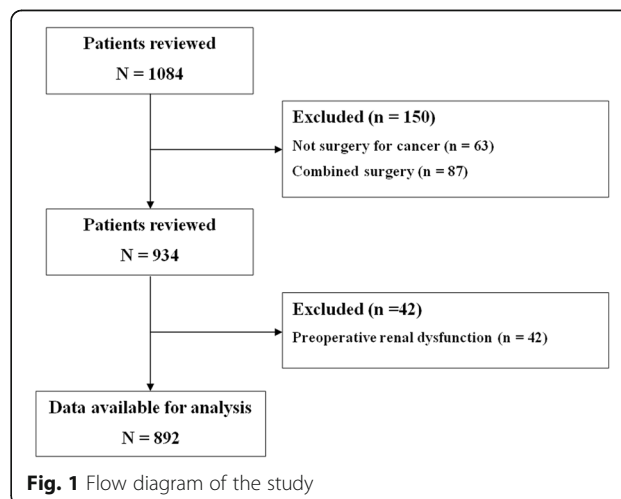 Patients reviewed
N = 1084
Excluded (n = 150)
Not surgery for cancer (n = 63)
Combined surgery (n = 87)
Patients reviewed
N = 934
Excluded (n =42)
Preoperative renal dysfunction (n = 42)
Data available for analysis
N = 892
Fig. 1 Flow diagram of the study